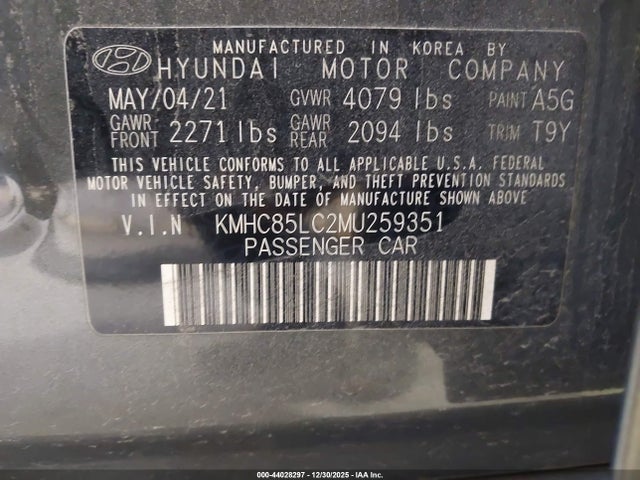 MANUFACTURED IN KOREA BY
HYUNDAI MOTOR COMPANY
MAY/04/21 GVWR 4079 lbs PAINT A5G
GAWR FRONT 2271 lbs GAWR REAR 2094 lbs TRIM T9Y
THIS VEHICLE CONFORMS TO ALL APPLICABLE U.S.A. FEDERAL
MOTOR VEHICLE SAFETY, BUMPER, AND THEFT PREVENTION STANDARDS
IN EFFECT ON THE DATE OF MANUFACTURE SHOWN ABOVE.
V.I.N KMHC85LC2MU259351
PASSENGER CAR
000-44028297 - 12/30/2025 - IAA Inc.